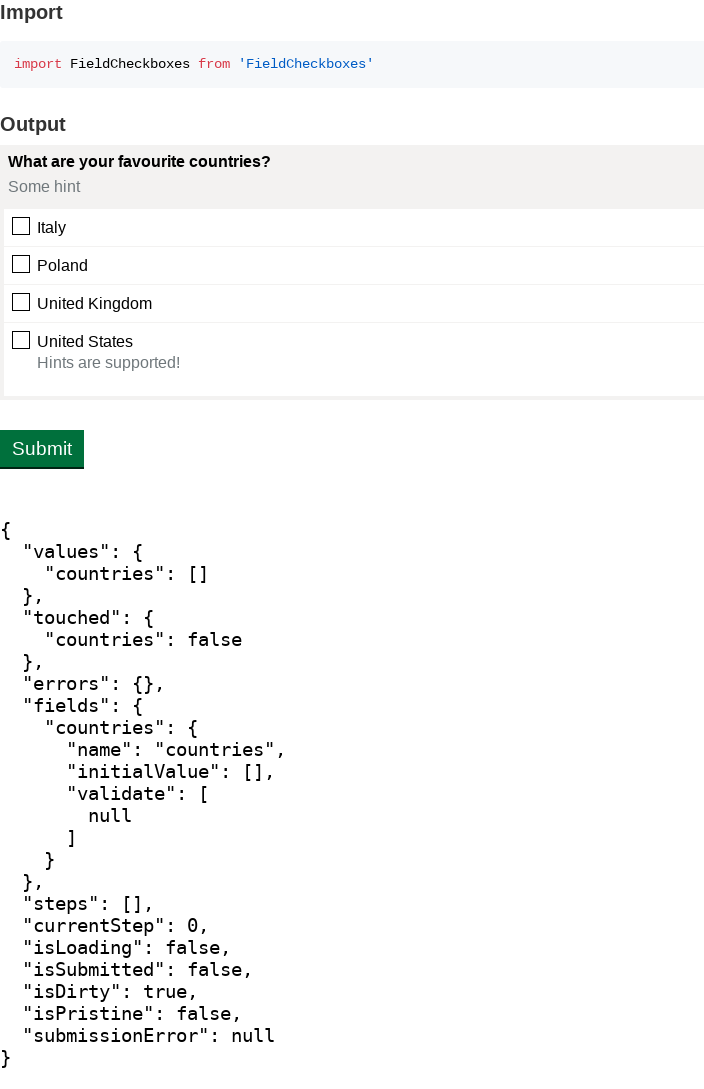 Import
import FieldCheckboxes from 'FieldCheckboxes'
Output
What are your favourite countries?
Some hint
Italy
Poland
United Kingdom
United States
Hints are supported!
Submit
{
  "values": {
    "countries": []
  },
  "touched": {
    "countries": false
  },
  "errors": {},
  "fields": {
    "countries": {
      "name": "countries",
      "initialValue": [],
      "validate": [
        null
      ]
    }
  },
  "steps": [],
  "currentStep": 0,
  "isLoading": false,
  "isSubmitted": false,
  "isDirty": true,
  "isPristine": false,
  "submissionError": null
}